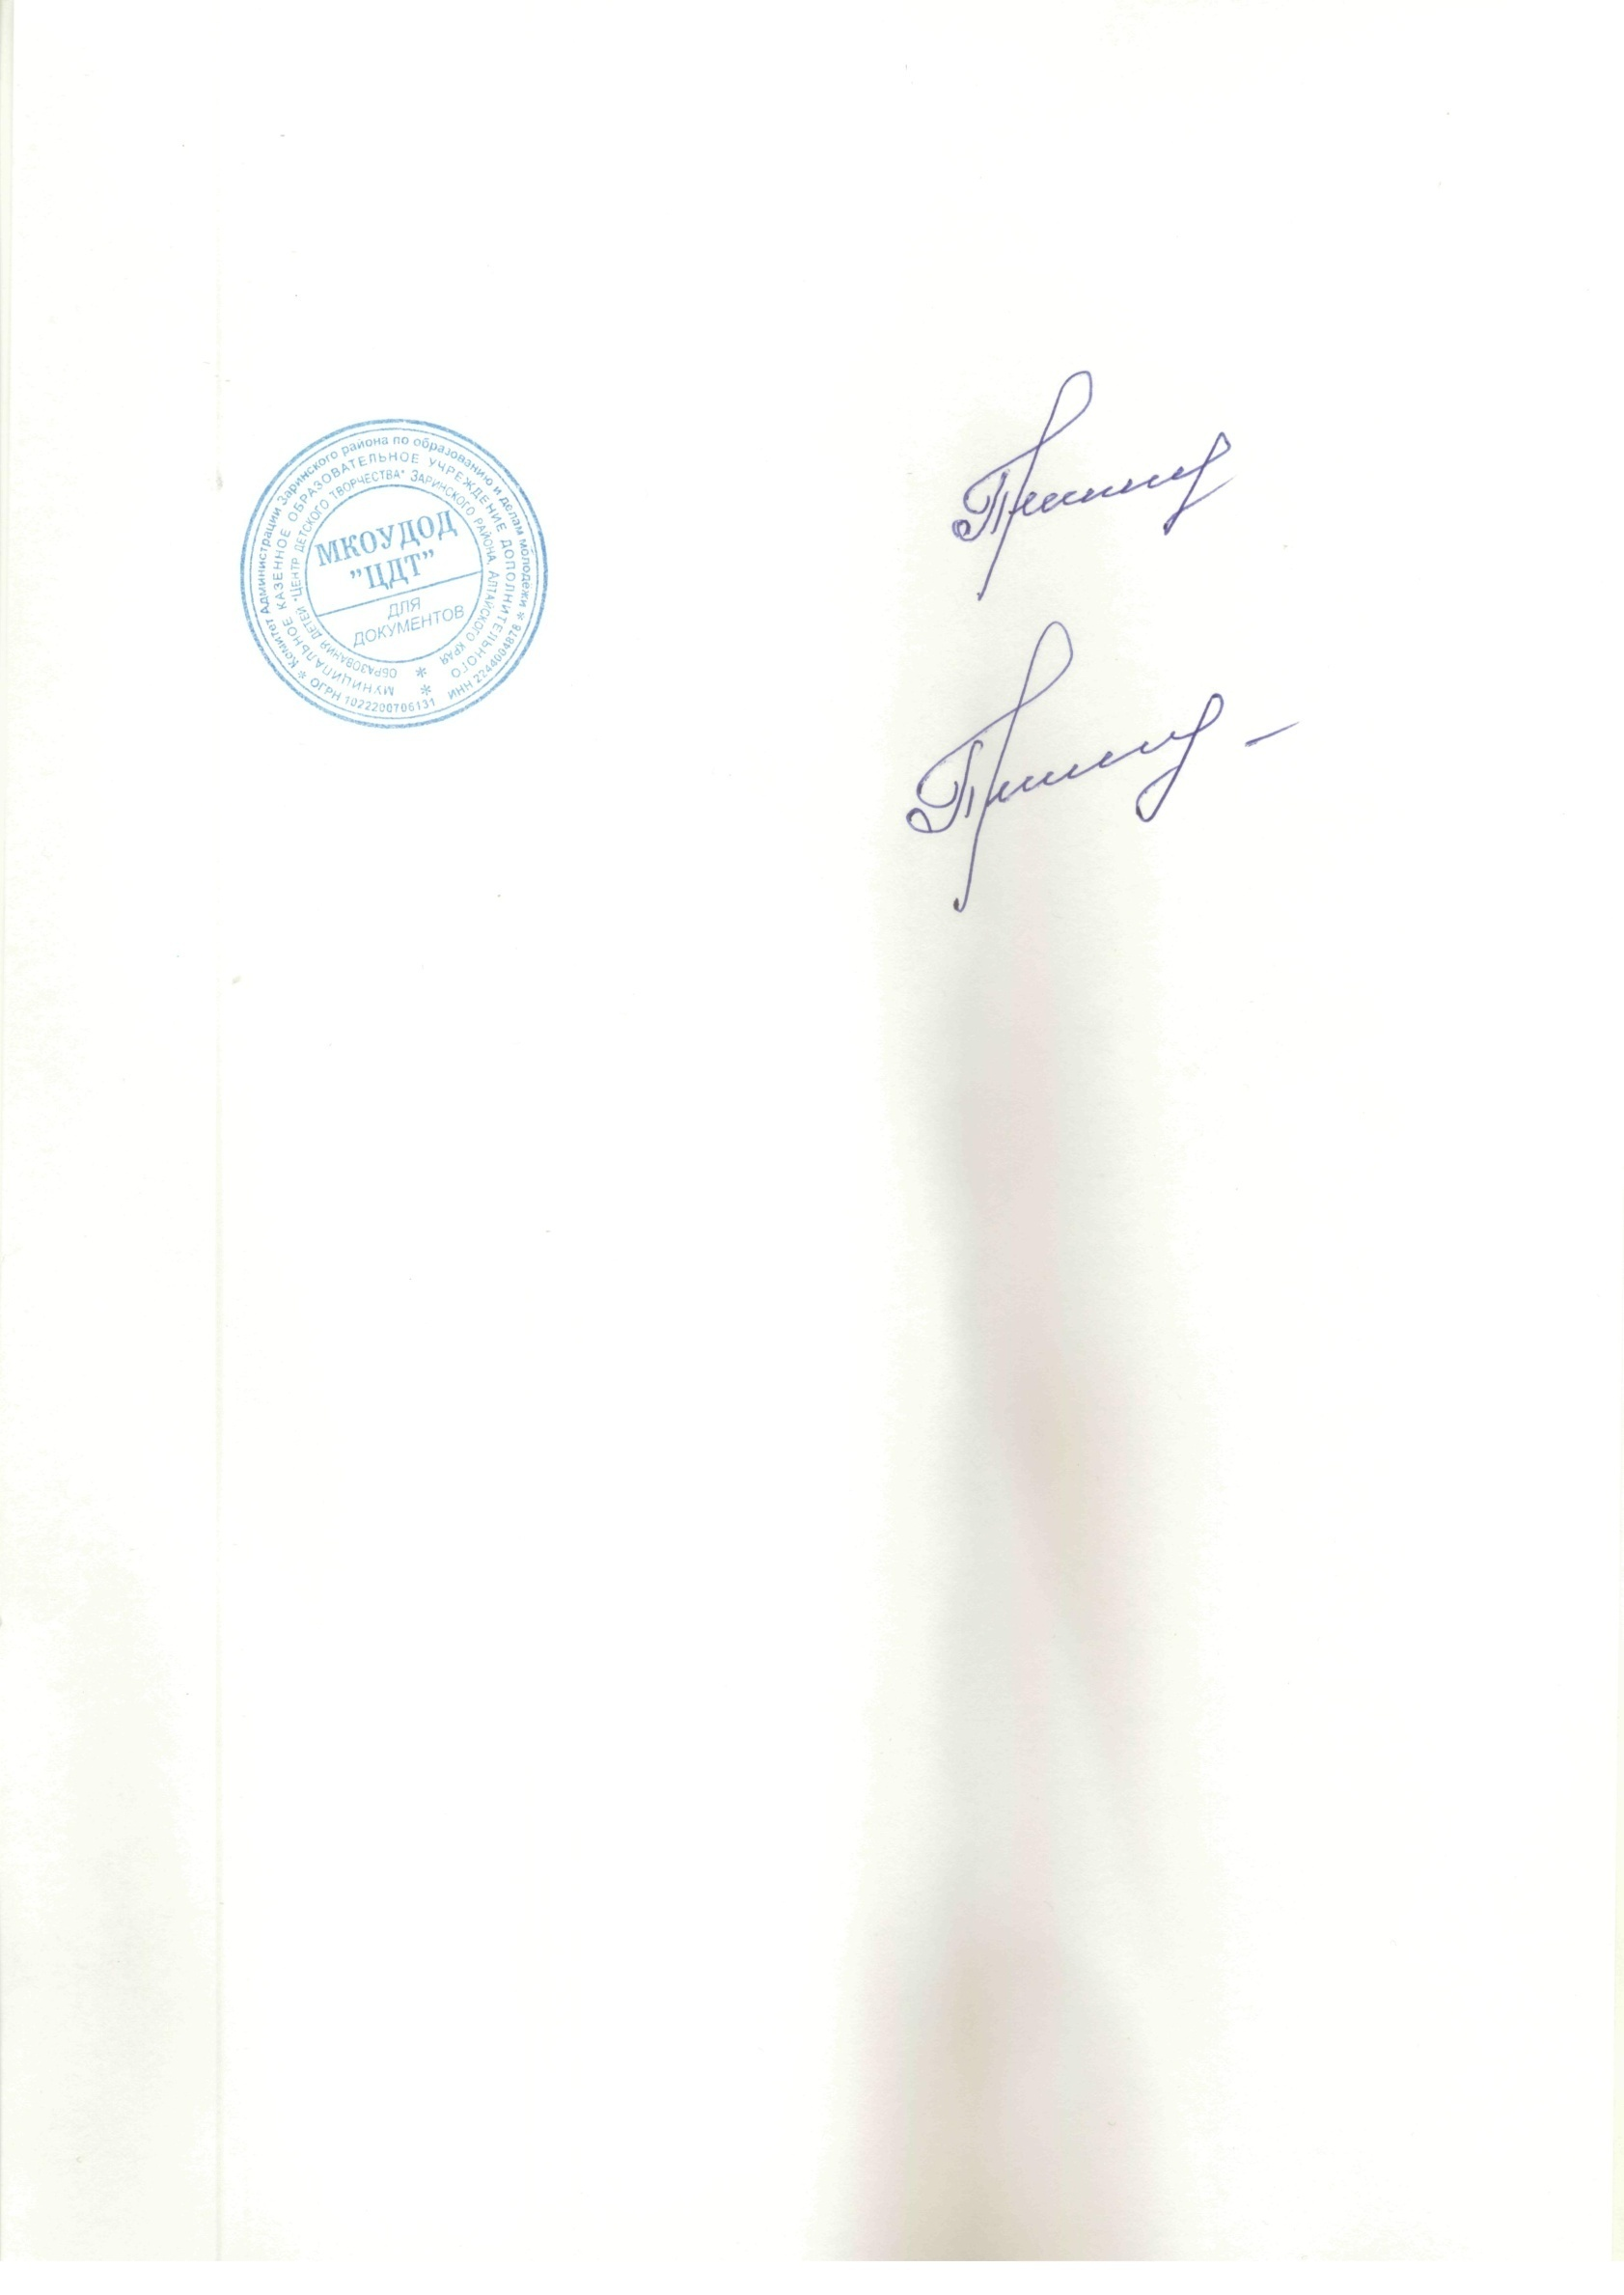 * Комитет Администрации Заринского района по образованию и делам молодежи *
МУНИЦИПАЛЬНОЕ КАЗЕННОЕ ОБРАЗОВАТЕЛЬНОЕ УЧРЕЖДЕНИЕ ДОПОЛНИТЕЛЬНОГО *
ОБРАЗОВАНИЯ ДЕТЕЙ "ЦЕНТР ДЕТСКОГО ТВОРЧЕСТВА" ЗАРИНСКОГО РАЙОНА АЛТАЙСКОГО КРАЯ *
МКОУДОД
"ЦДТ"
ДЛЯ
ДОКУМЕНТОВ
ОГРН 1022200706131 ИНН 2244004878